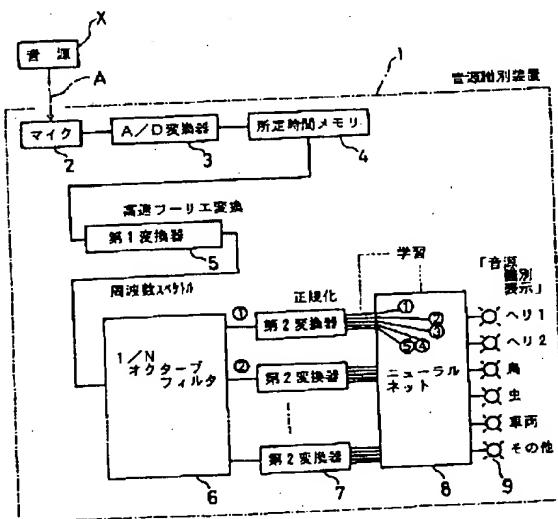 X
音源
A
1
音源識別装置
マイク
A/D変換器
所定時間メモリ
2
3
4
高速フーリエ変換
第1変換器
5
周波数スペクトル
学習
「音源識別表示」
正規化
①
第2変換器
①
②
③
⑤④
ヘリ1
1/N
オクターブ
フィルタ
②
第2変換器
ニューラル
ネット
ヘリ2
鳥
虫
車両
第2変換器
その他
6
7
8
9